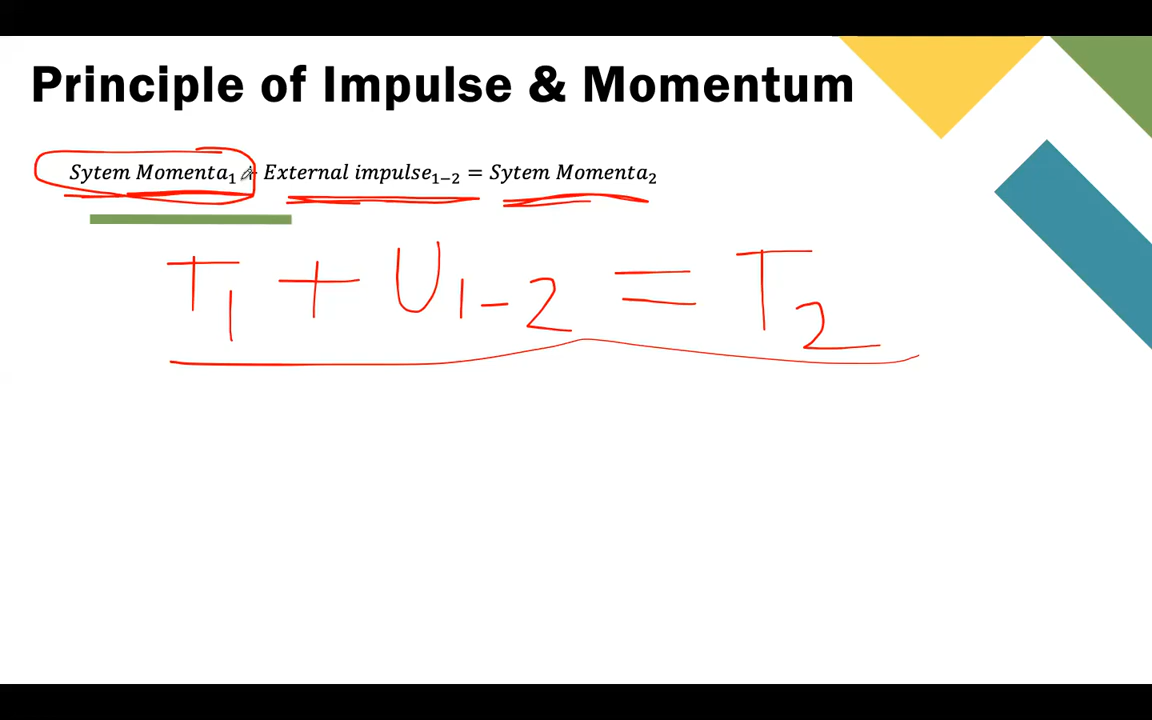 Principle of Impulse & Momentum
Sytem Momenta₁ + External impulse₁₋₂ = Sytem Momenta₂
T₁ + U₁₋₂ = T₂